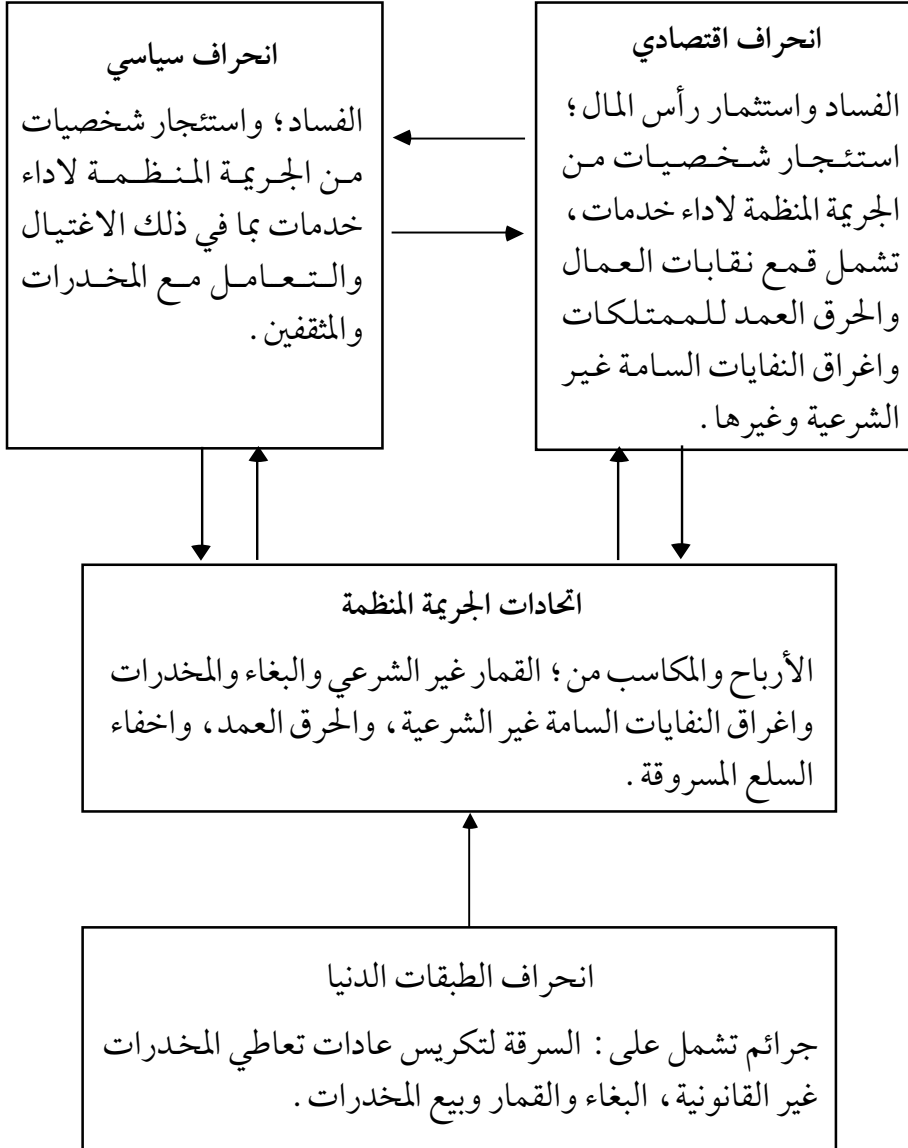 انحراف اقتصادي
الفساد واستثمار رأس المال ؛
استئجار شخصيات من
الجريمة المنظمة لاداء خدمات ،
تشمل قمع نقابات العمال
والحرق العمد للممتلكات
واغراق النفايات السامة غير
الشرعية وغيرها .
انحراف سياسي
الفساد ؛ واستئجار شخصيات
من الجريمة المنظمة لاداء
خدمات بما في ذلك الاغتيال
والتعامل مع المخدرات
والمثقفين .
اتحادات الجريمة المنظمة
الأرباح والمكاسب من ؛ القمار غير الشرعي والبغاء والمخدرات
واغراق النفايات السامة غير الشرعية ، والحرق العمد ، واخفاء
السلع المسروقة .
انحراف الطبقات الدنيا
جرائم تشمل على : السرقة لتكريس عادات تعاطي المخدرات
غير القانونية ، البغاء والقمار وبيع المخدرات .